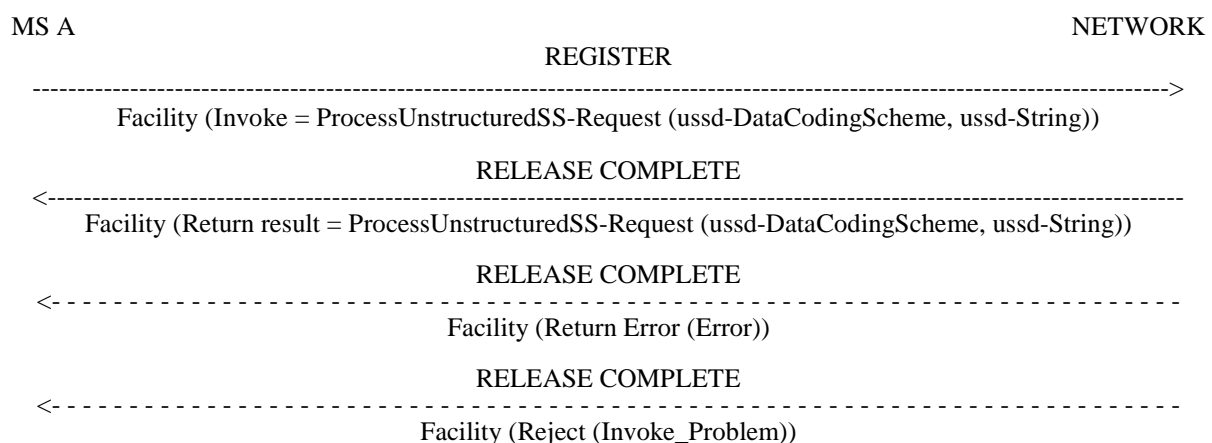 MS A NETWORK
REGISTER
Facility (Invoke = ProcessUnstructuredSS-Request (ussd-DataCodingScheme, ussd-String))
RELEASE COMPLETE
Facility (Return result = ProcessUnstructuredSS-Request (ussd-DataCodingScheme, ussd-String))
RELEASE COMPLETE
Facility (Return Error (Error))
RELEASE COMPLETE
Facility (Reject (Invoke_Problem))